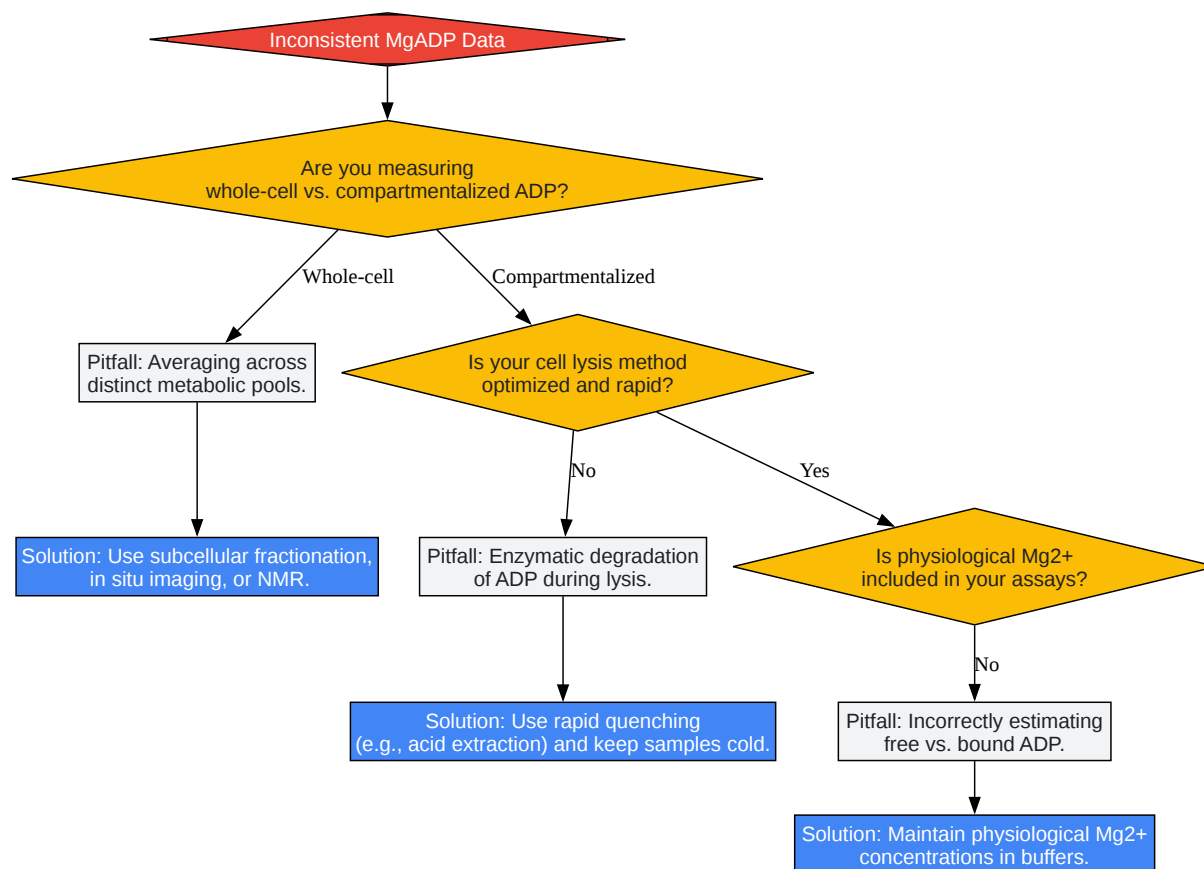 Inconsistent MgADP Data
Are you measuring
whole-cell vs. compartmentalized ADP?
Whole-cell
Compartmentalized
Pitfall: Averaging across
distinct metabolic pools.
Is your cell lysis method
optimized and rapid?
No
Yes
Solution: Use subcellular fractionation,
in situ imaging, or NMR.
Pitfall: Enzymatic degradation
of ADP during lysis.
Is physiological Mg2+
included in your assays?
No
Solution: Use rapid quenching
(e.g., acid extraction) and keep samples cold.
Pitfall: Incorrectly estimating
free vs. bound ADP.
Solution: Maintain physiological Mg2+
concentrations in buffers.